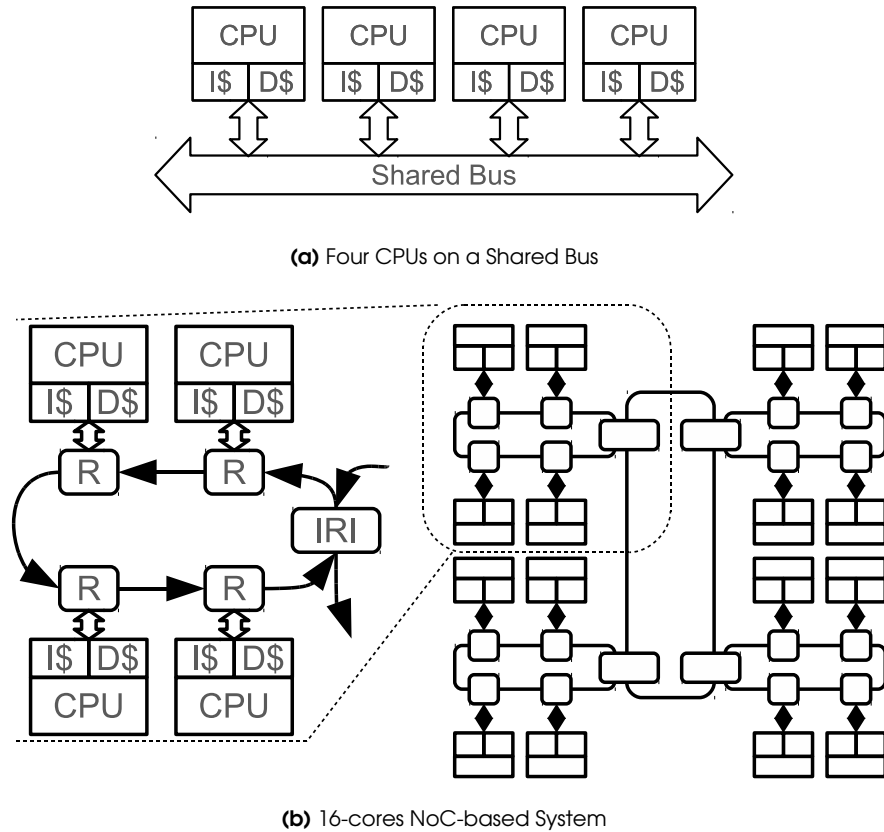 CPU CPU CPU CPU
I$ D$ I$ D$ I$ D$ I$ D$
Shared Bus
(a) Four CPUs on a Shared Bus
CPU CPU
I$ D$ I$ D$
R R
IRI
R R
I$ D$ I$ D$
CPU CPU
(b) 16-cores NoC-based System